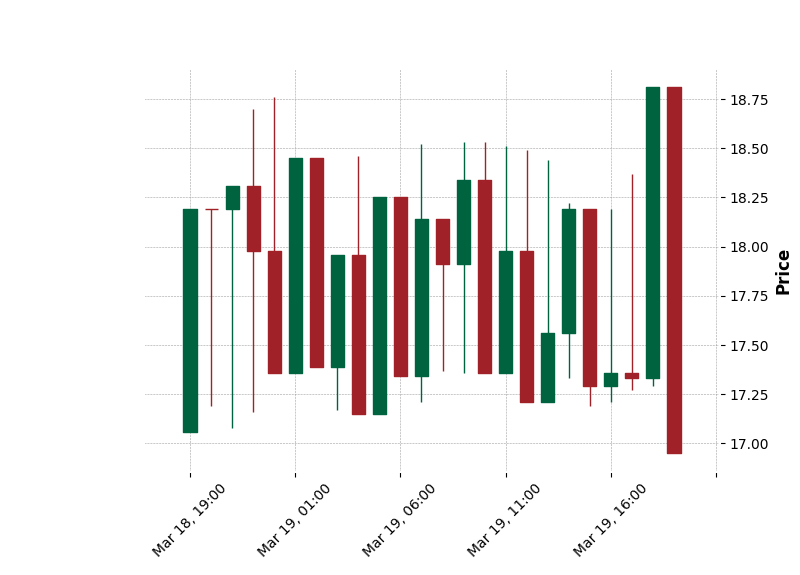 18.75
18.50
18.25
18.00
17.75
17.50
17.25
17.00
Price
Mar 18, 19:00
Mar 19, 01:00
Mar 19, 06:00
Mar 19, 11:00
Mar 19, 16:00